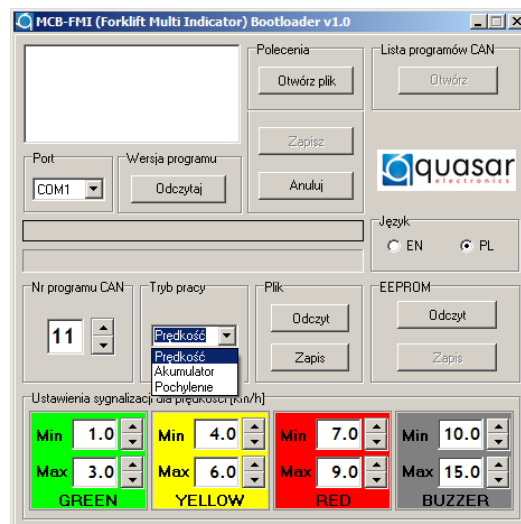 MCB-FMI (Forklift Multi Indicator) Bootloader v1.0
Polecenia
Otwórz plik
Lista programów CAN
Otwórz
Zapisz
Anuluj
Port
COM1
Wersja programu
Odczytaj
quasar
electronics
Język
EN
PL
Nr programu CAN
11
Tryb pracy
Prędkość
Prędkość
Akumulator
Pochylenie
Plik
Odczyt
Zapis
EEPROM
Odczyt
Zapis
Ustawienia sygnalizacji dla prędkości [km/h]
Min 1.0
Max 3.0
GREEN
Min 4.0
Max 6.0
YELLOW
Min 7.0
Max 9.0
RED
Min 10.0
Max 15.0
BUZZER